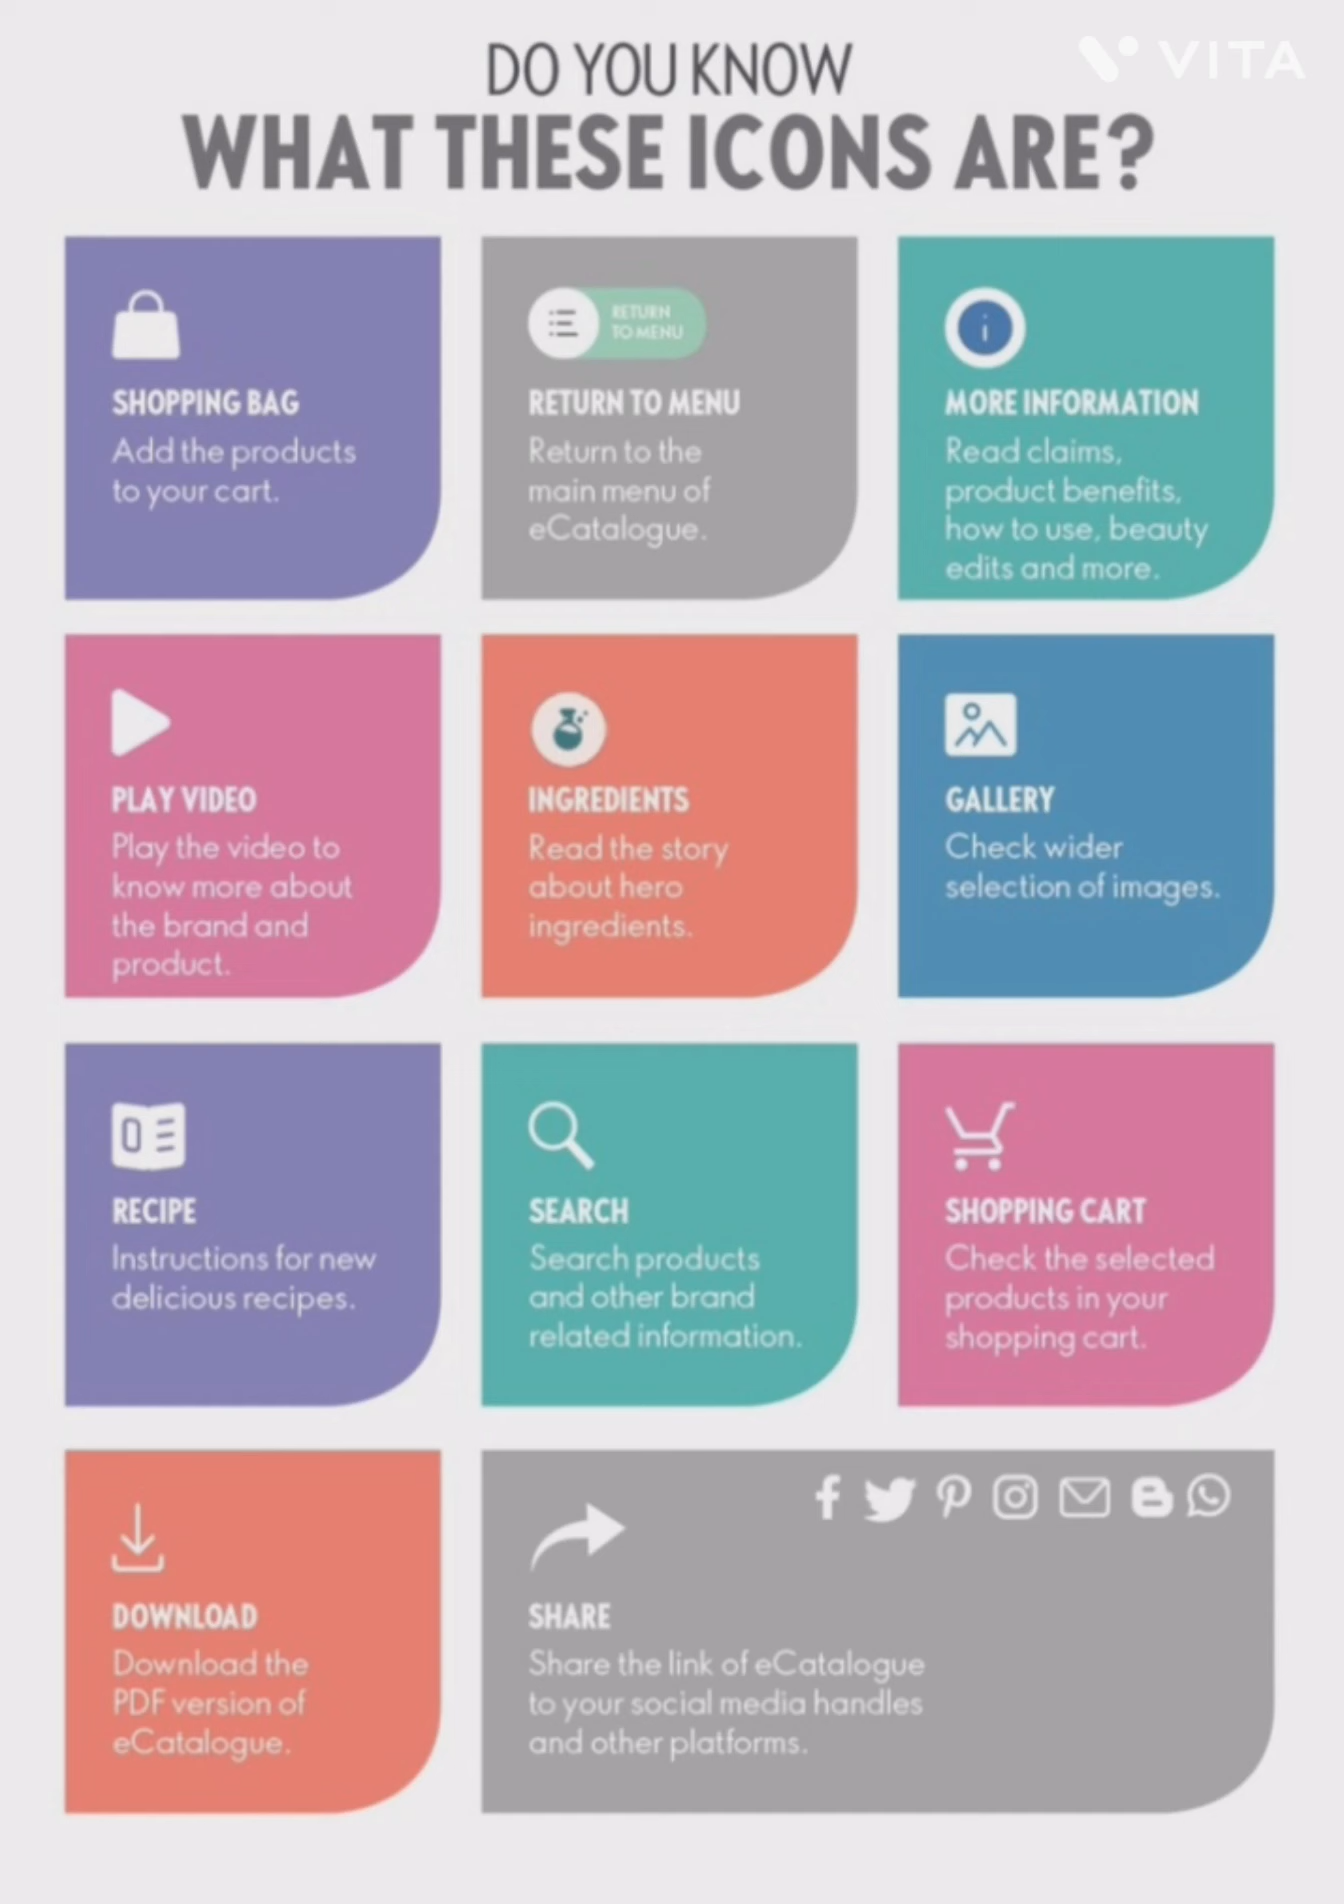 DO YOU KNOW
VITA
WHAT THESE ICONS ARE?
SHOPPING BAG
Add the products
to your cart.
RETURN
TO MENU
RETURN TO MENU
Return to the
main menu of
eCatalogue.
i
MORE INFORMATION
Read claims,
product benefits,
how to use, beauty
edits and more.
PLAY VIDEO
Play the video to
know more about
the brand and
product.
INGREDIENTS
Read the story
about hero
ingredients.
GALLERY
Check wider
selection of images.
RECIPE
Instructions for new
delicious recipes.
SEARCH
Search products
and other brand
related information.
SHOPPING CART
Check the selected
products in your
shopping cart.
DOWNLOAD
Download the
PDF version of
eCatalogue.
SHARE
Share the link of eCatalogue
to your social media handles
and other platforms.